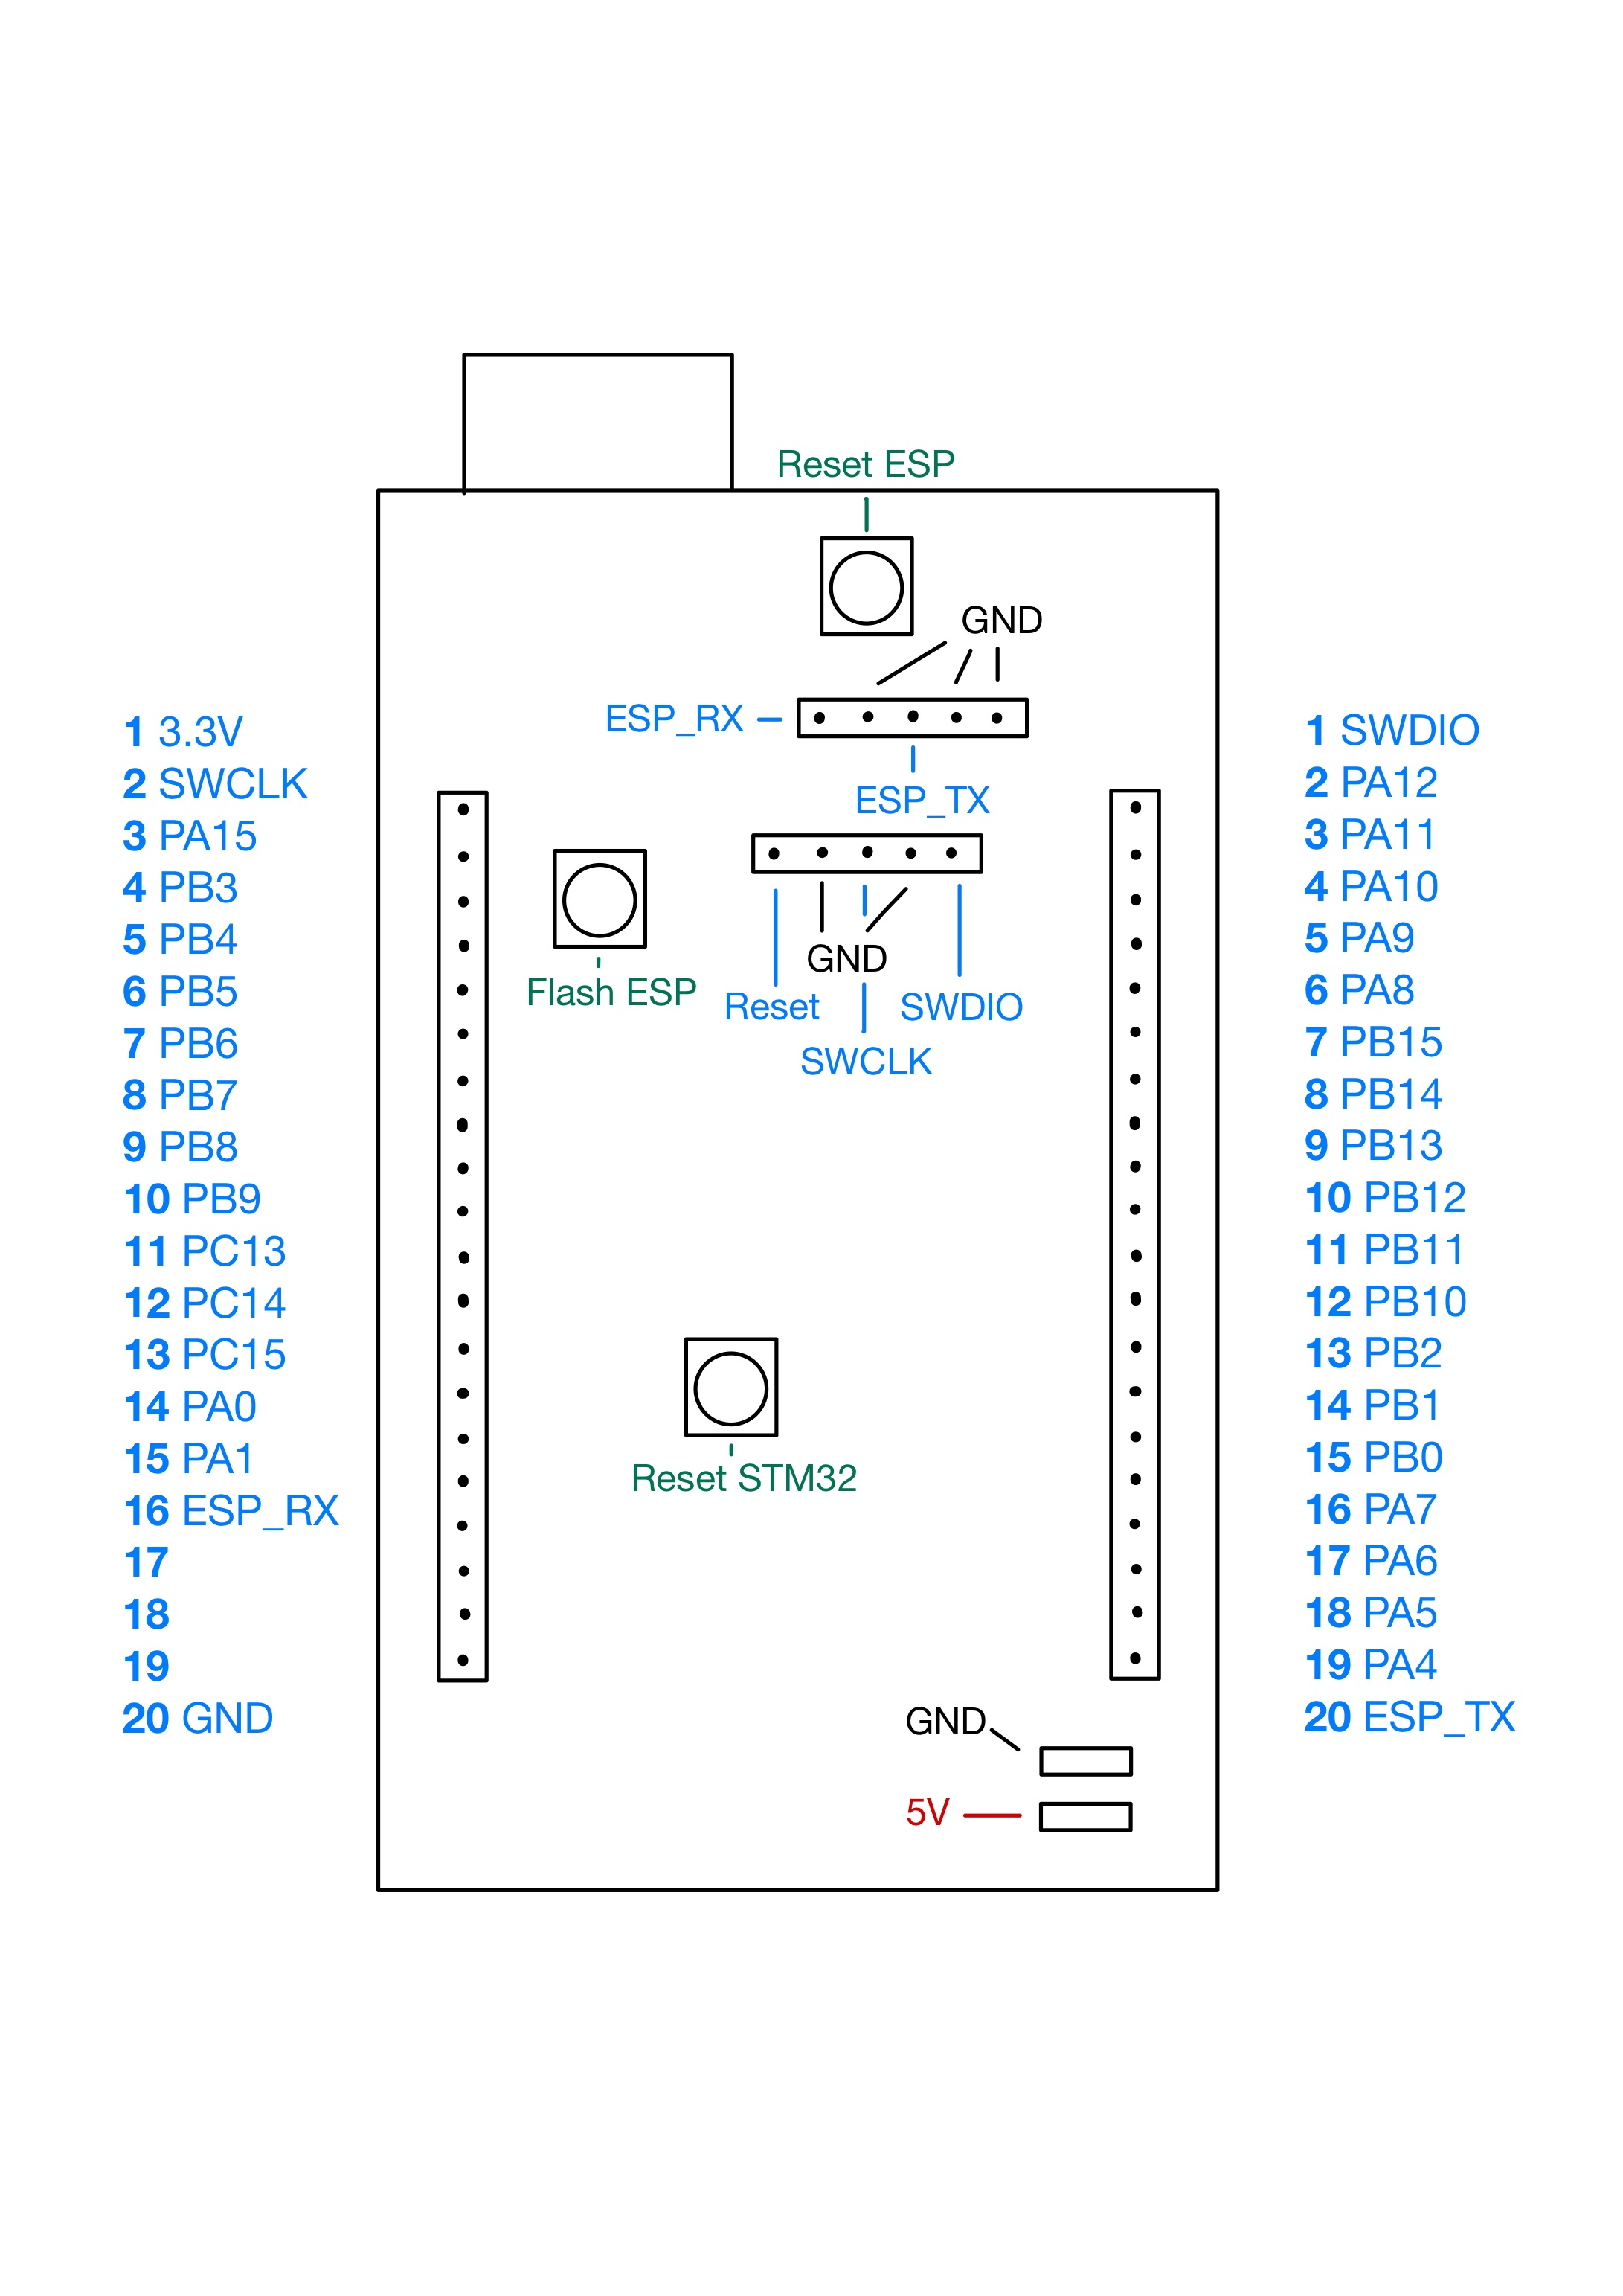 Reset ESP
GND
ESP_RX
ESP_TX
1 3.3V
2 SWCLK
3 PA15
4 PB3
5 PB4
6 PB5
7 PB6
8 PB7
9 PB8
10 PB9
11 PC13
12 PC14
13 PC15
14 PA0
15 PA1
16 ESP_RX
17
18
19
20 GND
Flash ESP
GND
Reset
SWDIO
SWCLK
Reset STM32
GND
5V
1 SWDIO
2 PA12
3 PA11
4 PA10
5 PA9
6 PA8
7 PB15
8 PB14
9 PB13
10 PB12
11 PB11
12 PB10
13 PB2
14 PB1
15 PB0
16 PA7
17 PA6
18 PA5
19 PA4
20 ESP_TX